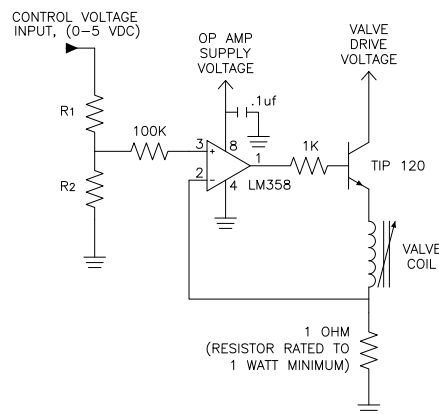 CONTROL VOLTAGE
INPUT, (0–5 VDC)
OP AMP
SUPPLY
VOLTAGE
VALVE
DRIVE
VOLTAGE
.1uf
R1
100K
3
+
8
1
1K
TIP 120
2
-
4
LM358
R2
VALVE
COIL
1 OHM
(RESISTOR RATED TO
1 WATT MINIMUM)